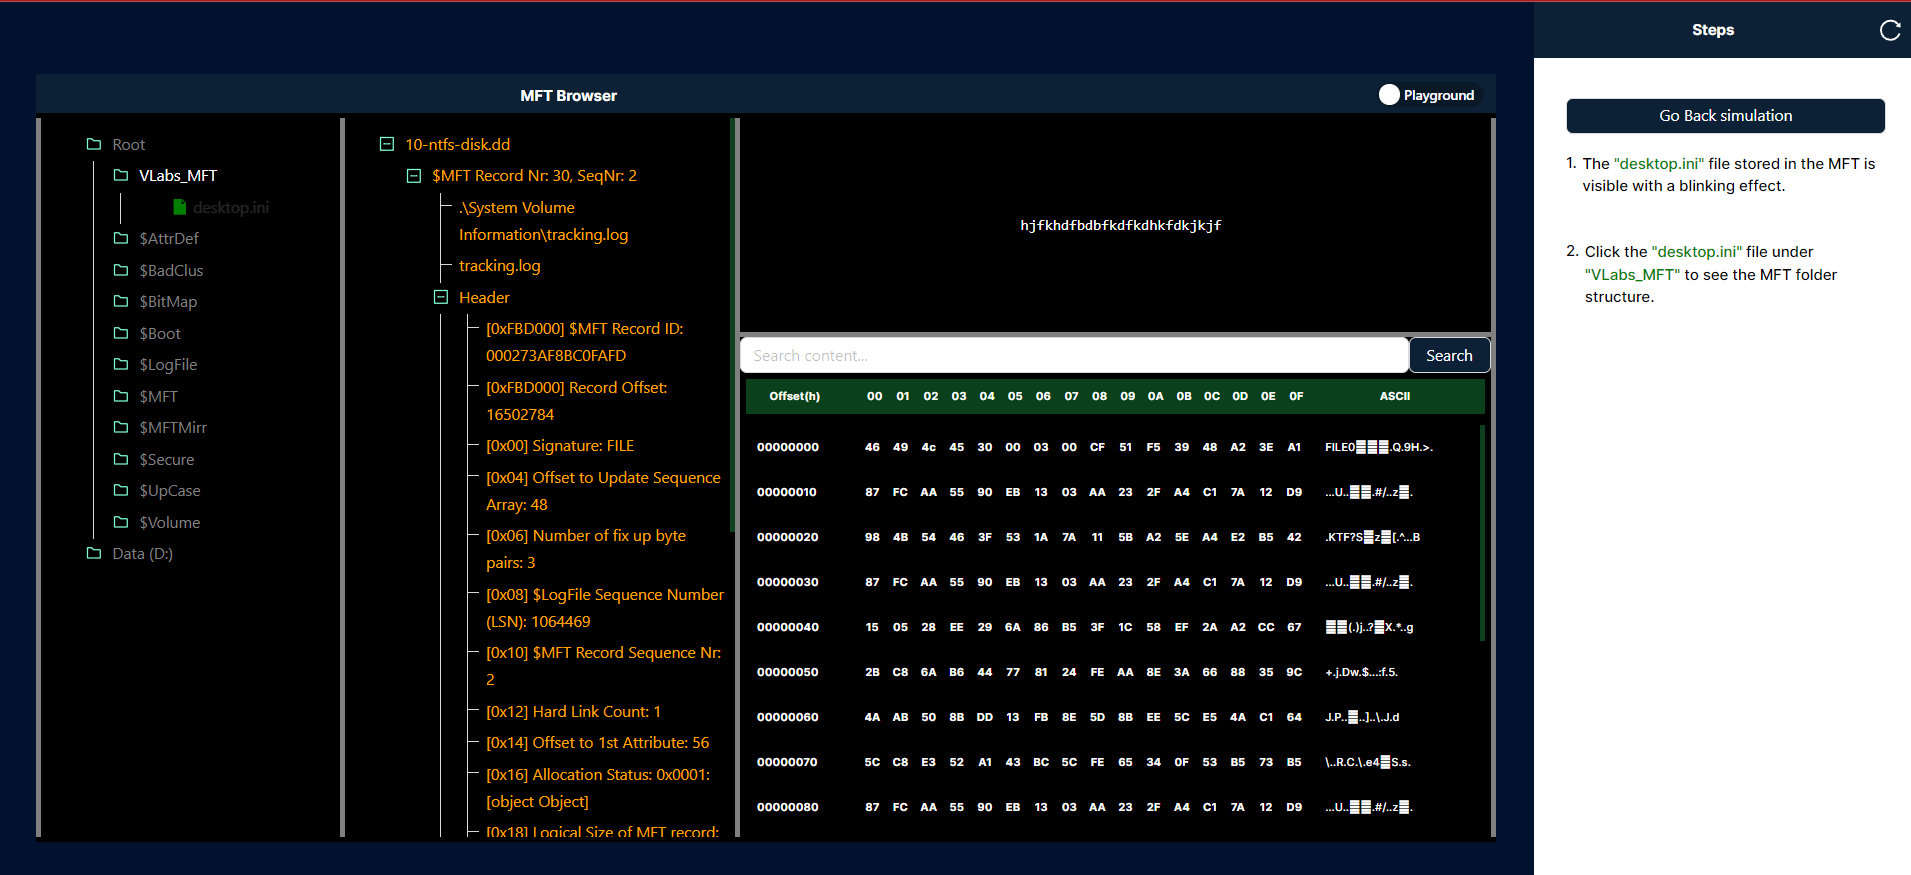 Steps
MFT Browser
Playground
Root
VLabs_MFT
desktop.ini
$AttrDef
$BadClus
$BitMap
$Boot
$LogFile
$MFT
$MFTMirr
$Secure
$UpCase
$Volume
Data (D:)
10-ntfs-disk.dd
$MFT Record Nr: 30, SeqNr: 2
.\System Volume
Information\tracking.log
tracking.log
Header
[0xFBD000] $MFT Record ID:
000273AF8BC0FAFD
[0xFBD000] Record Offset:
16502784
[0x00] Signature: FILE
[0x04] Offset to Update Sequence
Array: 48
[0x06] Number of fix up byte
pairs: 3
[0x08] $LogFile Sequence Number
(LSN): 1064469
[0x10] $MFT Record Sequence Nr:
2
[0x12] Hard Link Count: 1
[0x14] Offset to 1st Attribute: 56
[0x16] Allocation Status: 0x0001:
[object Object]
[0x18] Logical Size of MFT record:
hjfkhdfbdbfkdfkdhkfdkjkjf
Search content...
Search
Offset(h) 00 01 02 03 04 05 06 07 08 09 0A 0B 0C 0D 0E 0F ASCII
00000000 46 49 4c 45 30 00 03 00 CF 51 F5 39 48 A2 3E A1 FILE0▓▓▓.Q.9H.>.
00000010 87 FC AA 55 90 EB 13 03 AA 23 2F A4 C1 7A 12 D9 ...U..▓▓.#/..z▓.
00000020 98 4B 54 46 3F 53 1A 7A 11 5B A2 5E A4 E2 B5 42 .KTF?S▓z▓[.^...B
00000030 87 FC AA 55 90 EB 13 03 AA 23 2F A4 C1 7A 12 D9 ...U..▓▓.#/..z▓.
00000040 15 05 28 EE 29 6A 86 B5 3F 1C 58 EF 2A A2 CC 67 ▓▓(.)j..?▓X.*..g
00000050 2B C8 6A B6 44 77 81 24 FE AA 8E 3A 66 88 35 9C +.j.Dw.$...:f.5.
00000060 4A AB 50 8B DD 13 FB 8E 5D 8B EE 5C E5 4A C1 64 J.P..▓..]..\.J.d
00000070 5C C8 E3 52 A1 43 BC 5C FE 65 34 0F 53 B5 73 B5 \..R.C.\.e4▓S.s.
00000080 87 FC AA 55 90 EB 13 03 AA 23 2F A4 C1 7A 12 D9 ...U..▓▓.#/..z▓.
Go Back simulation
1. The "desktop.ini" file stored in the MFT is
visible with a blinking effect.
2. Click the "desktop.ini" file under
"VLabs_MFT" to see the MFT folder
structure.